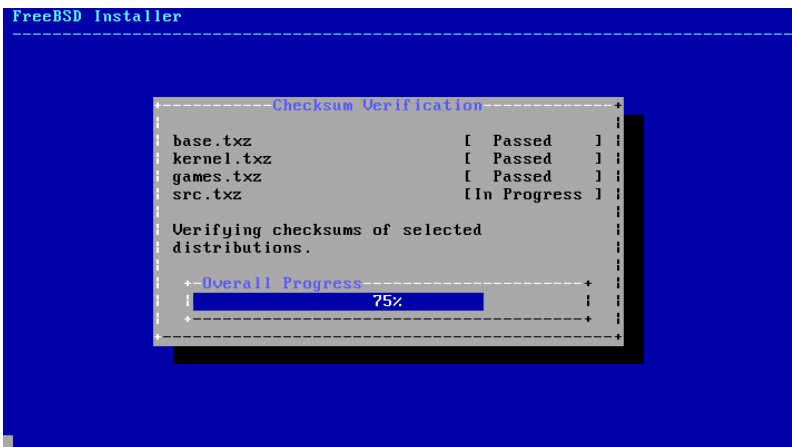 FreeBSD Installer
Checksum Verification
base.txz [ Passed ]
kernel.txz [ Passed ]
games.txz [ Passed ]
src.txz [In Progress ]
Verifying checksums of selected
distributions.
Overall Progress
75%